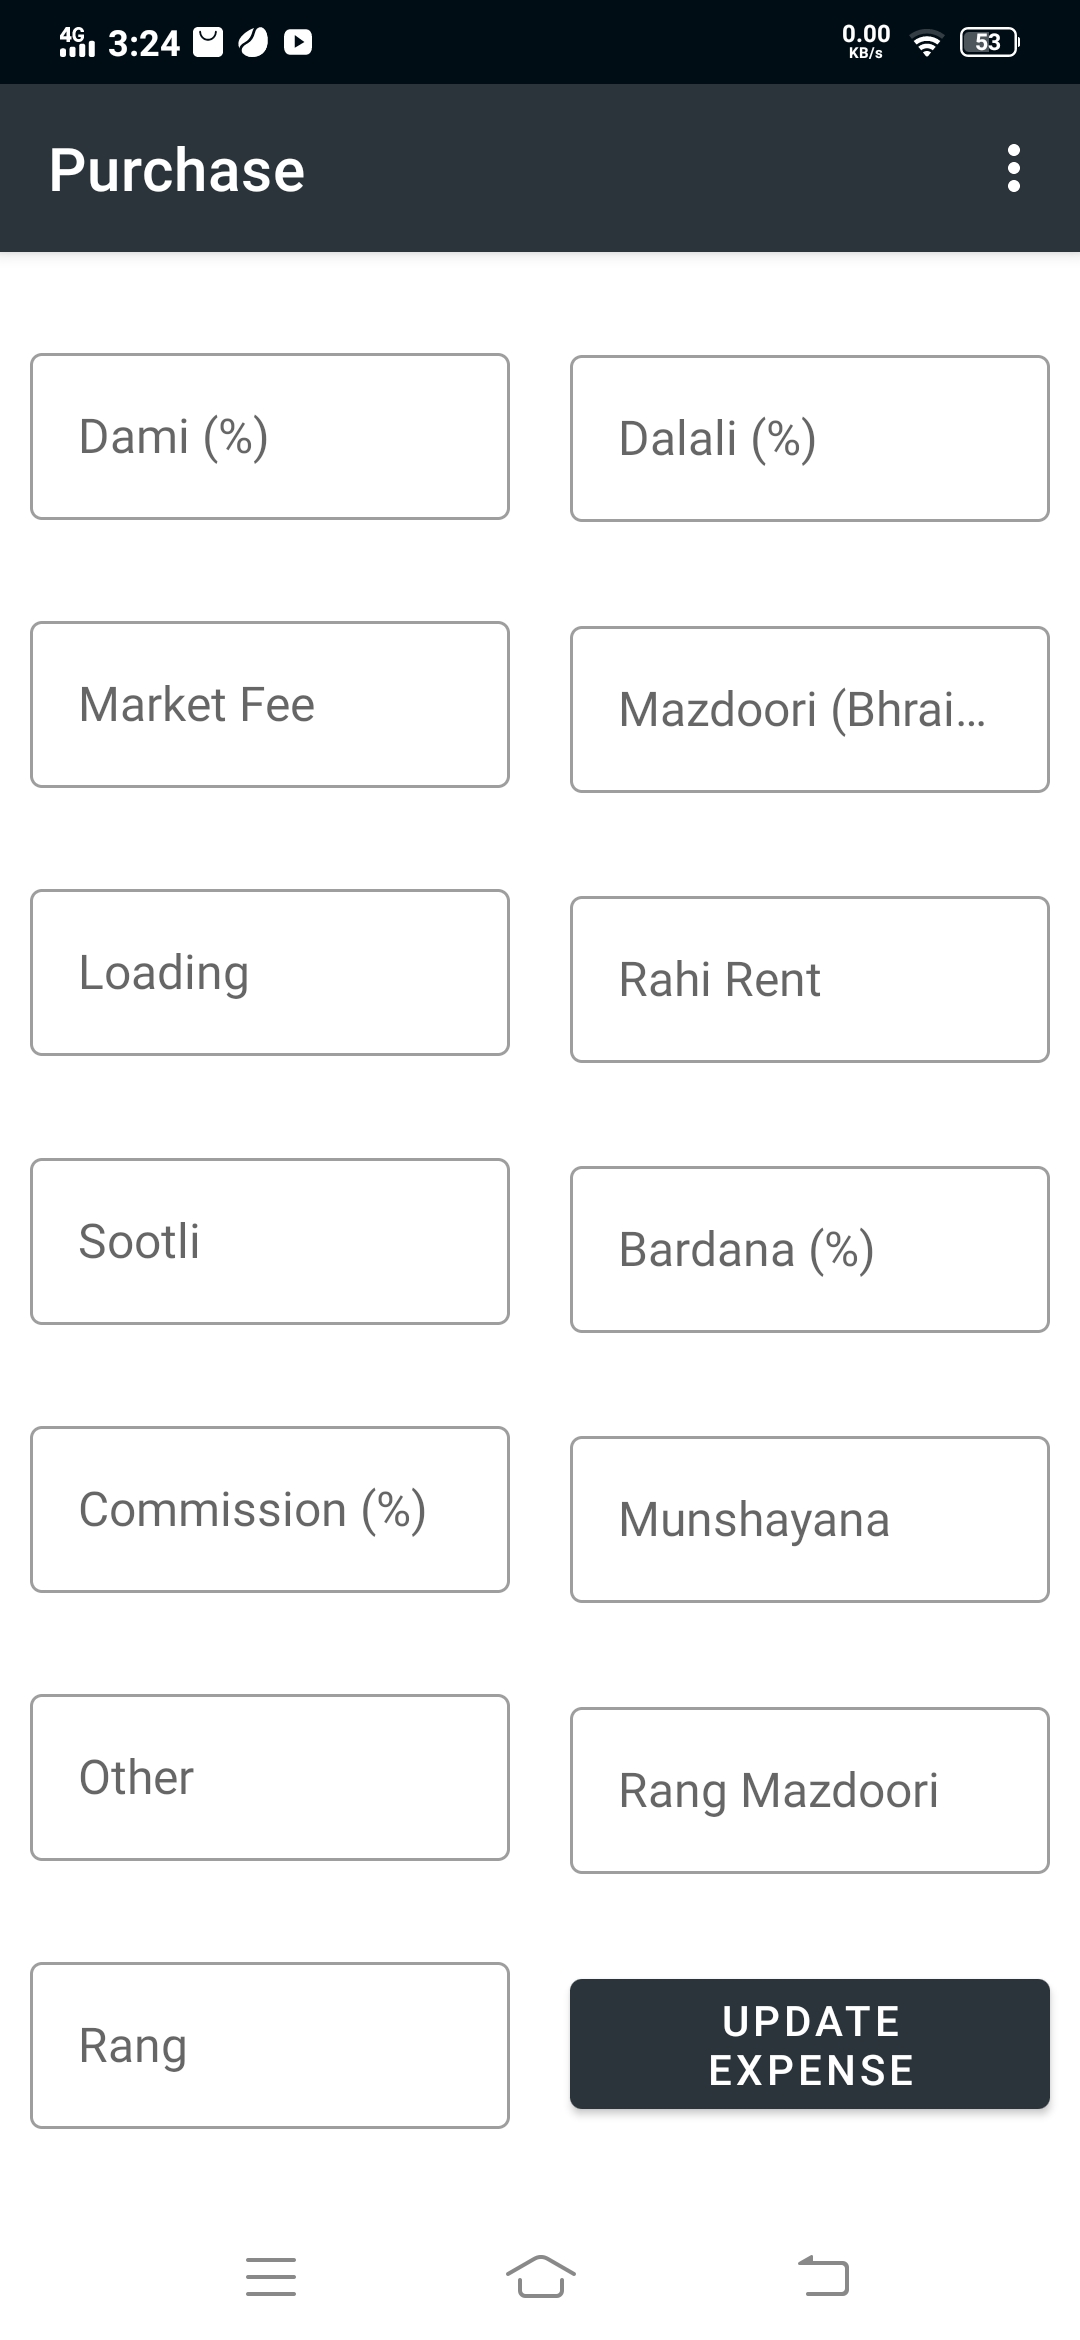 4G 3:24 0.00 KB/s 53
Purchase
Dami (%) Dalali (%)
Market Fee Mazdoori (Bhrai...
Loading Rahi Rent
Sootli Bardana (%)
Commission (%) Munshayana
Other Rang Mazdoori
Rang UPDATE
EXPENSE